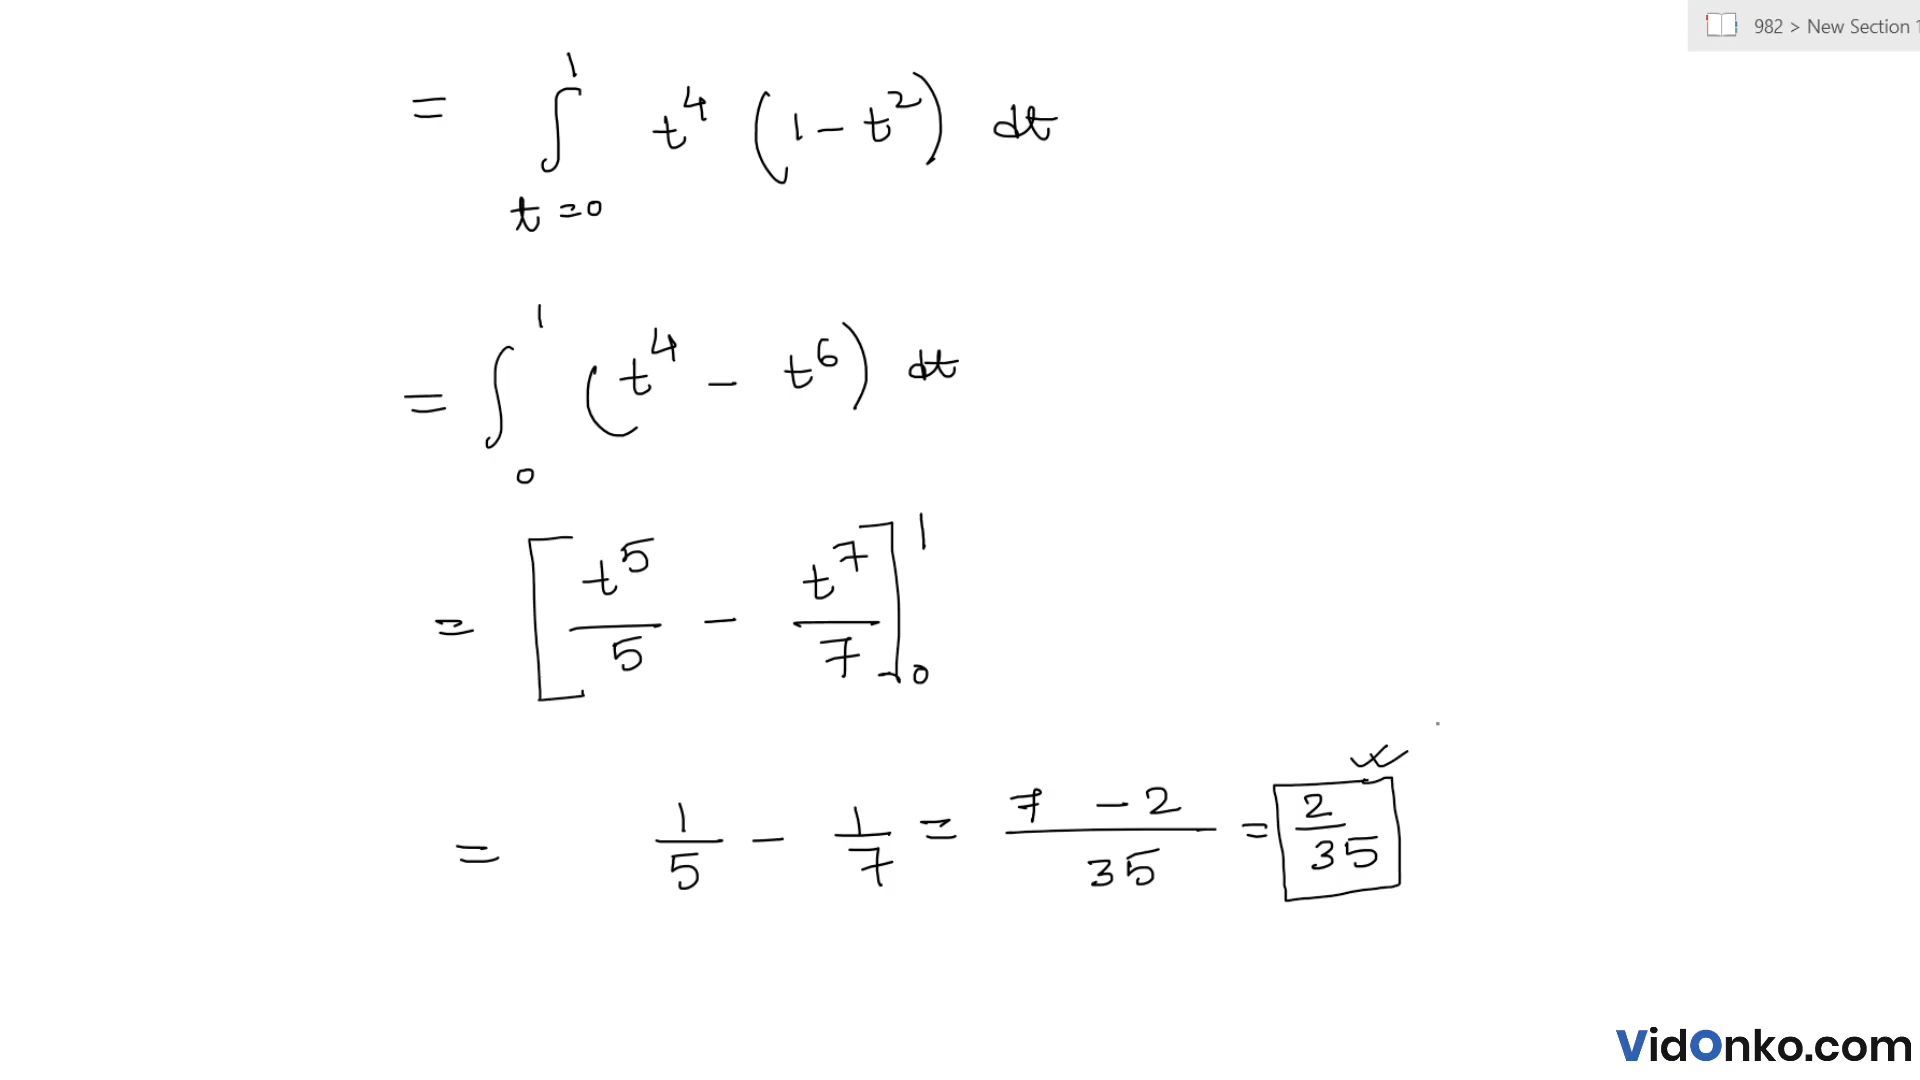 982 > New Section 1
= ∫_{t=0}^{1} t^4 (1 - t^2) dt
= ∫_0^1 (t^4 - t^6) dt
= [t^5/5 - t^7/7]_0^1
= 1/5 - 1/7 = 7 - 2/35 = 2/35
VidOnko.com